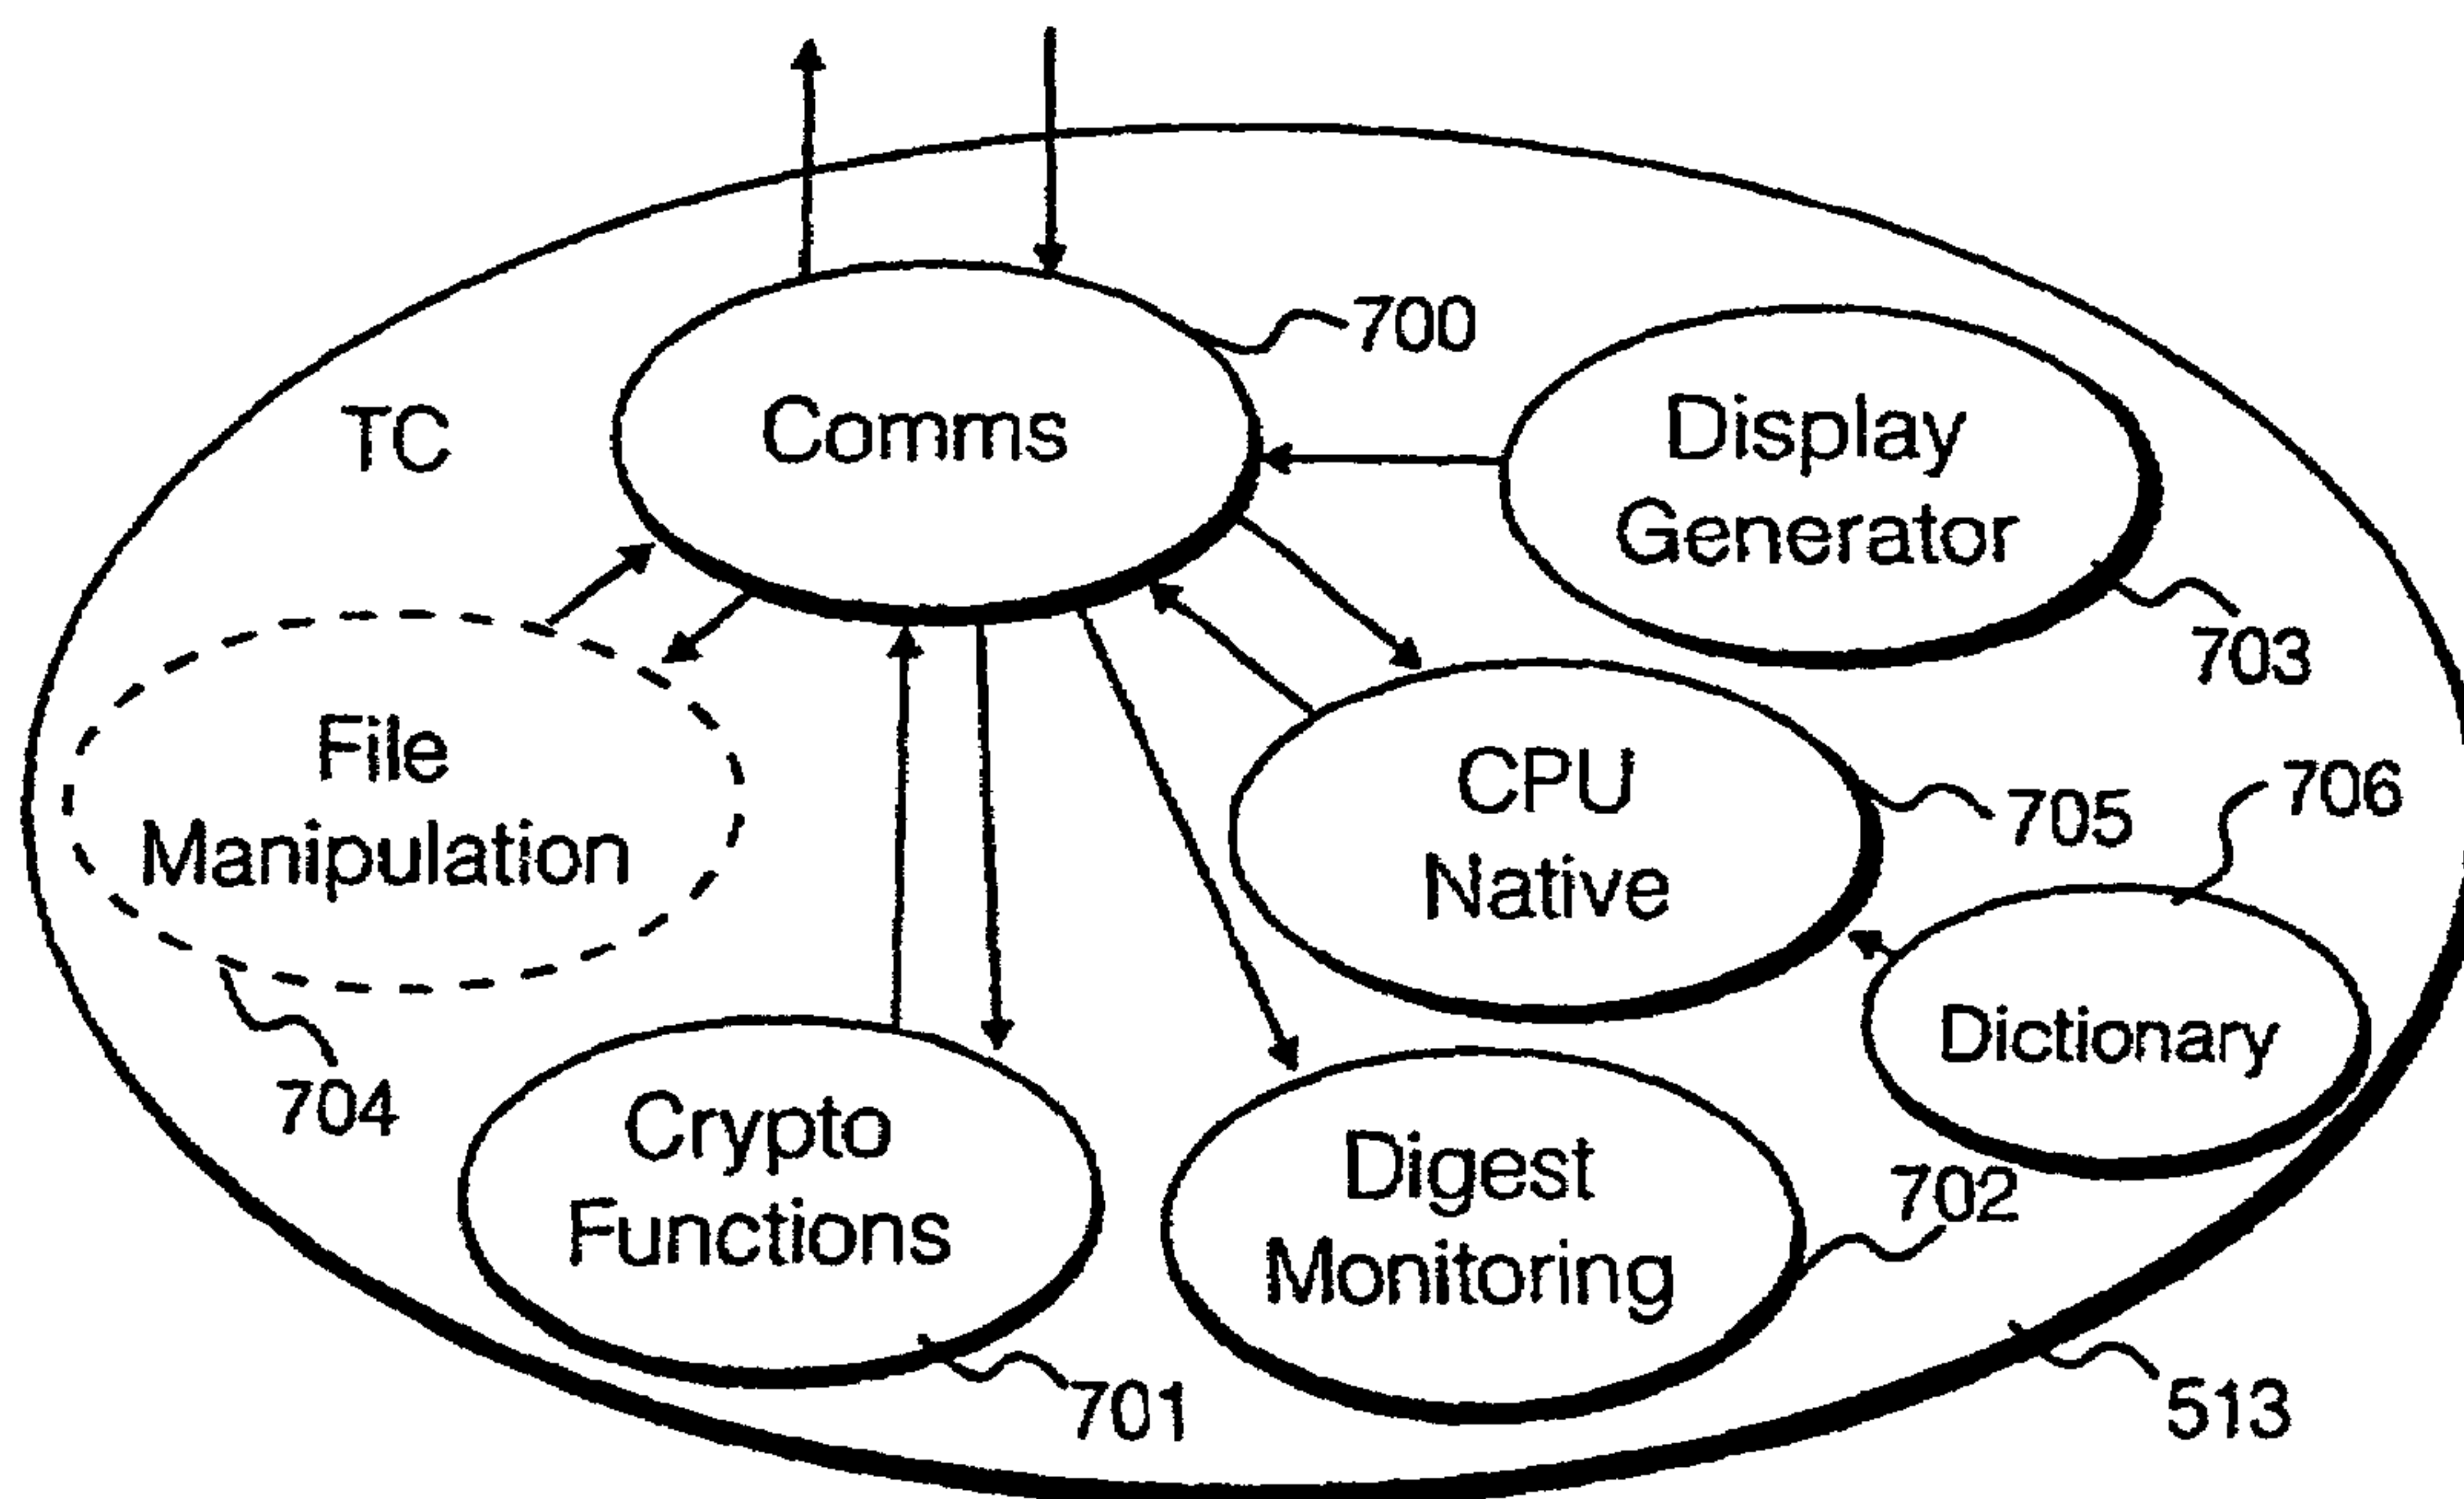 700
TC
Comms
Display
Generator
703
File
Manipulation
CPU
Native
705
706
Dictionary
704
Crypto
Functions
Digest
Monitoring
702
701
513